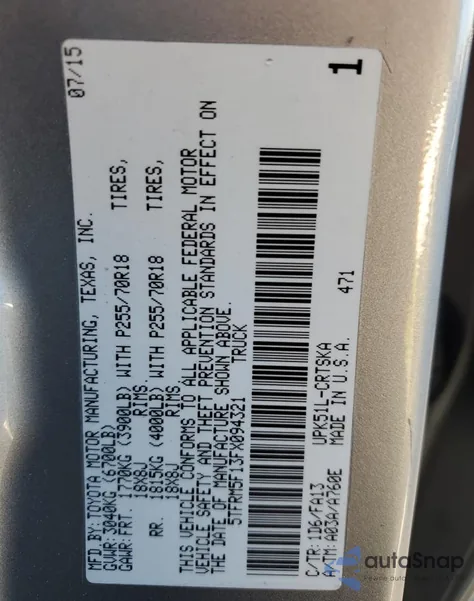 MFD.BY: TOYOTA MOTOR MANUFACTURING, TEXAS, INC. 07/15
GVWR: 3040KG (6700LB)
GAWR: FRT. 1770KG (3900LB) WITH P255/70R18 TIRES,
18X8J RIMS.
RR. 1815KG (4000LB) WITH P255/70R18 TIRES,
18X8J RIMS.
THIS VEHICLE CONFORMS TO ALL APPLICABLE FEDERAL MOTOR
VEHICLE SAFETY AND THEFT PREVENTION STANDARDS IN EFFECT ON
THE DATE OF MANUFACTURE SHOWN ABOVE.
5TFRM5F13FX094321 TRUCK
C/TR: 1D6/FA13 UPK51L-CRTSKA 471
A/TM: A03A/A760E MADE IN U.S.A.
1
autoSnap